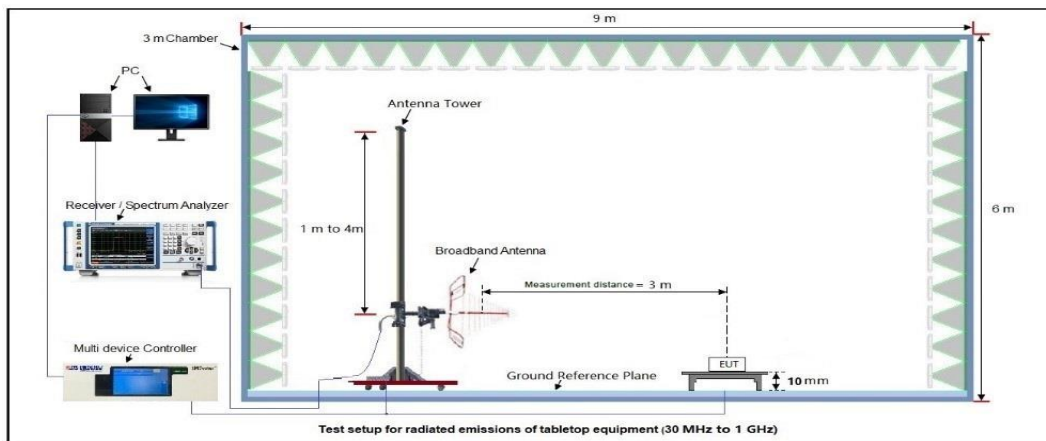 9 m
3 m Chamber
PC
Antenna Tower
Receiver / Spectrum Analyzer
6 m
1 m to 4m
Broadband Antenna
Measurement distance = 3 m
Multi device Controller
EUT
Ground Reference Plane
10 mm
Test setup for radiated emissions of tabletop equipment (30 MHz to 1 GHz)